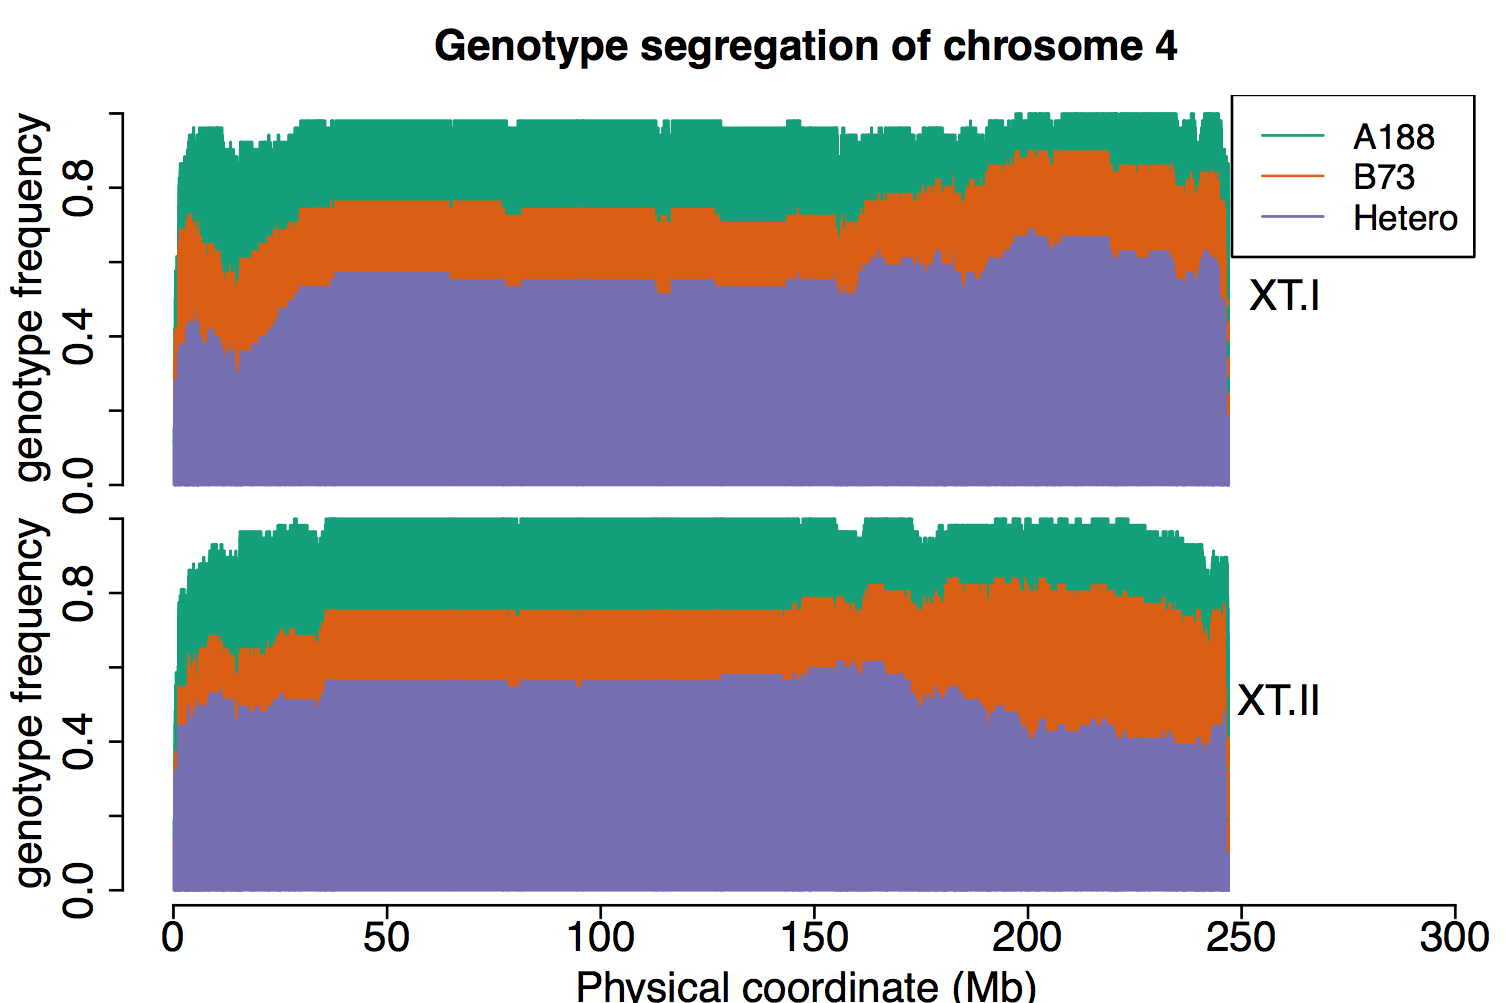 Genotype segregation of chrosome 4
genotype frequency
0.0 0.4 0.8
A188
B73
Hetero
XT.I
genotype frequency
0.0 0.4 0.8
XT.II
0 50 100 150 200 250 300
Physical coordinate (Mb)